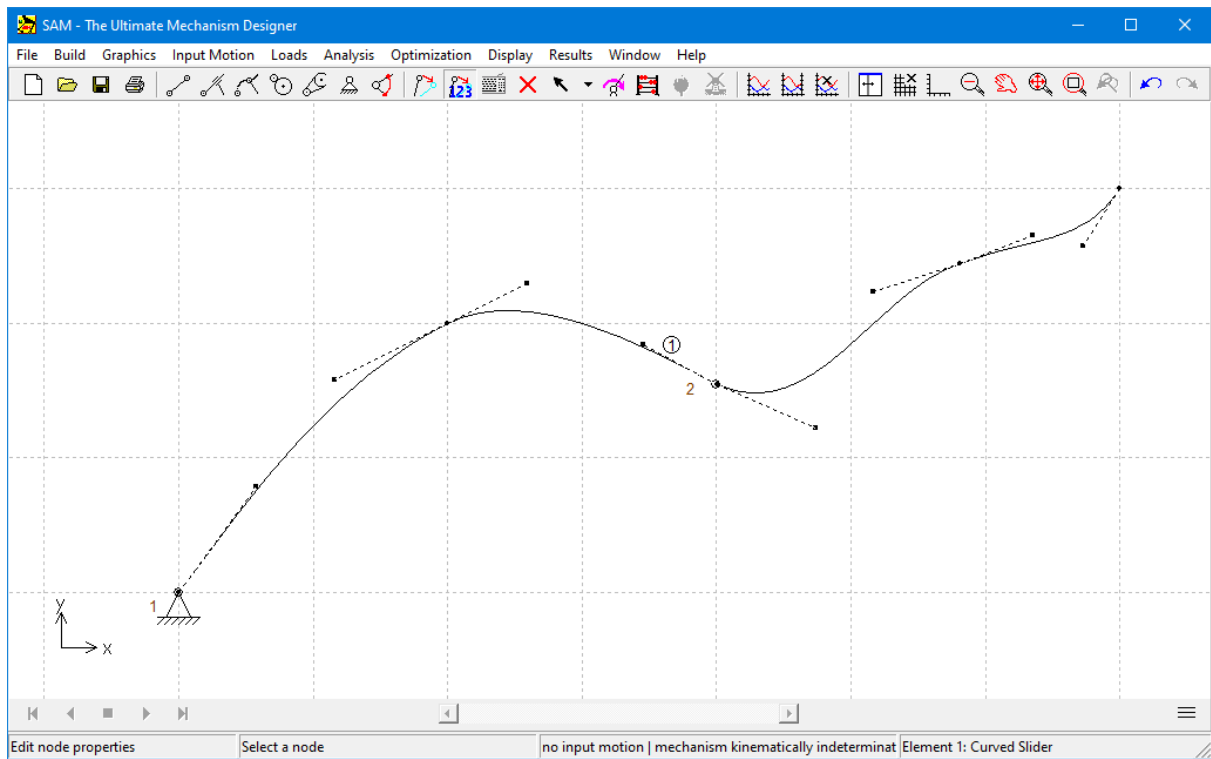 SAM - The Ultimate Mechanism Designer
File Build Graphics Input Motion Loads Analysis Optimization Display Results Window Help
123
1
2
1
y
x
Edit node properties Select a node no input motion | mechanism kinematically indeterminat Element 1: Curved Slider